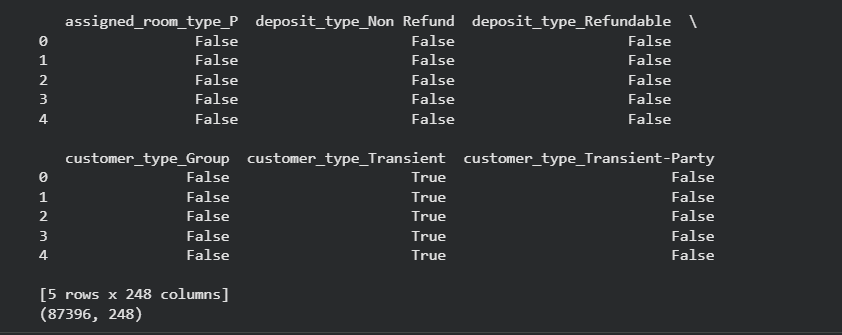 assigned_room_type_P  deposit_type_Non Refund  deposit_type_Refundable  \
0  False  False  False
1  False  False  False
2  False  False  False
3  False  False  False
4  False  False  False
customer_type_Group  customer_type_Transient  customer_type_Transient-Party
0  False  True  False
1  False  True  False
2  False  True  False
3  False  True  False
4  False  True  False
[5 rows x 248 columns]
(87396, 248)